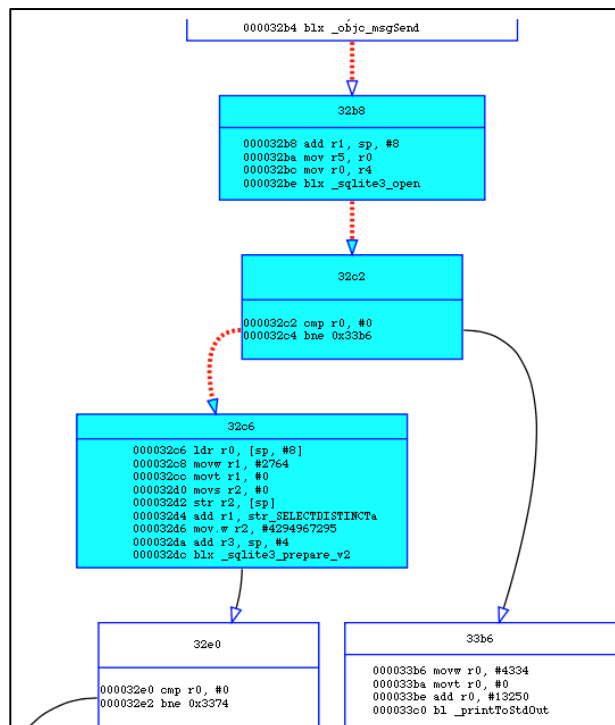 000032b4 blx _objc_msgSend
32b8
000032b8 add r1, sp, #8
000032ba mov r5, r0
000032bc mov r0, r4
000032be blx _sqlite3_open
32c2
000032c2 cmp r0, #0
000032c4 bne 0x33b6
32c6
000032c6 ldr r0, [sp, #8]
000032c8 movw r1, #2764
000032cc movt r1, #0
000032d0 movs r2, #0
000032d2 str r2, [sp]
000032d4 add r1, str_SELECTDISTINCTa
000032d6 mov.w r2, #4294967295
000032da add r3, sp, #4
000032dc blx _sqlite3_prepare_v2
32e0
000032e0 cmp r0, #0
000032e2 bne 0x3374
33b6
000033b6 movw r0, #4334
000033ba movt r0, #0
000033be add r0, #13250
000033c0 bl _printToStdOut